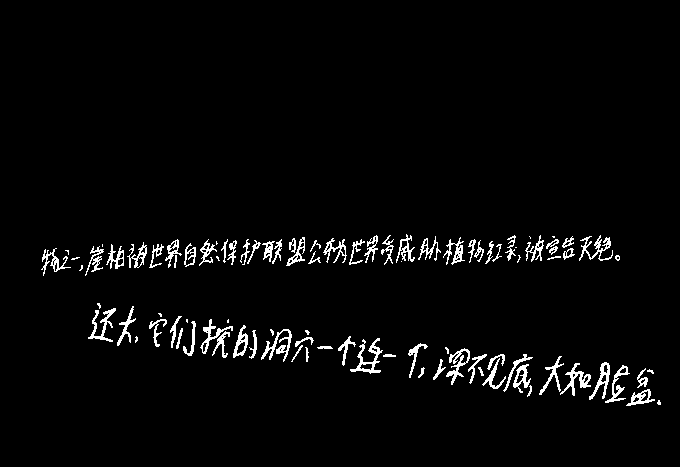 物之一,崖柏被世界自然保护联盟公布为世界受威胁植物红录,被宣告灭绝。
还大,它们挖的洞穴一个连一个,深不见底,大和脸盆、